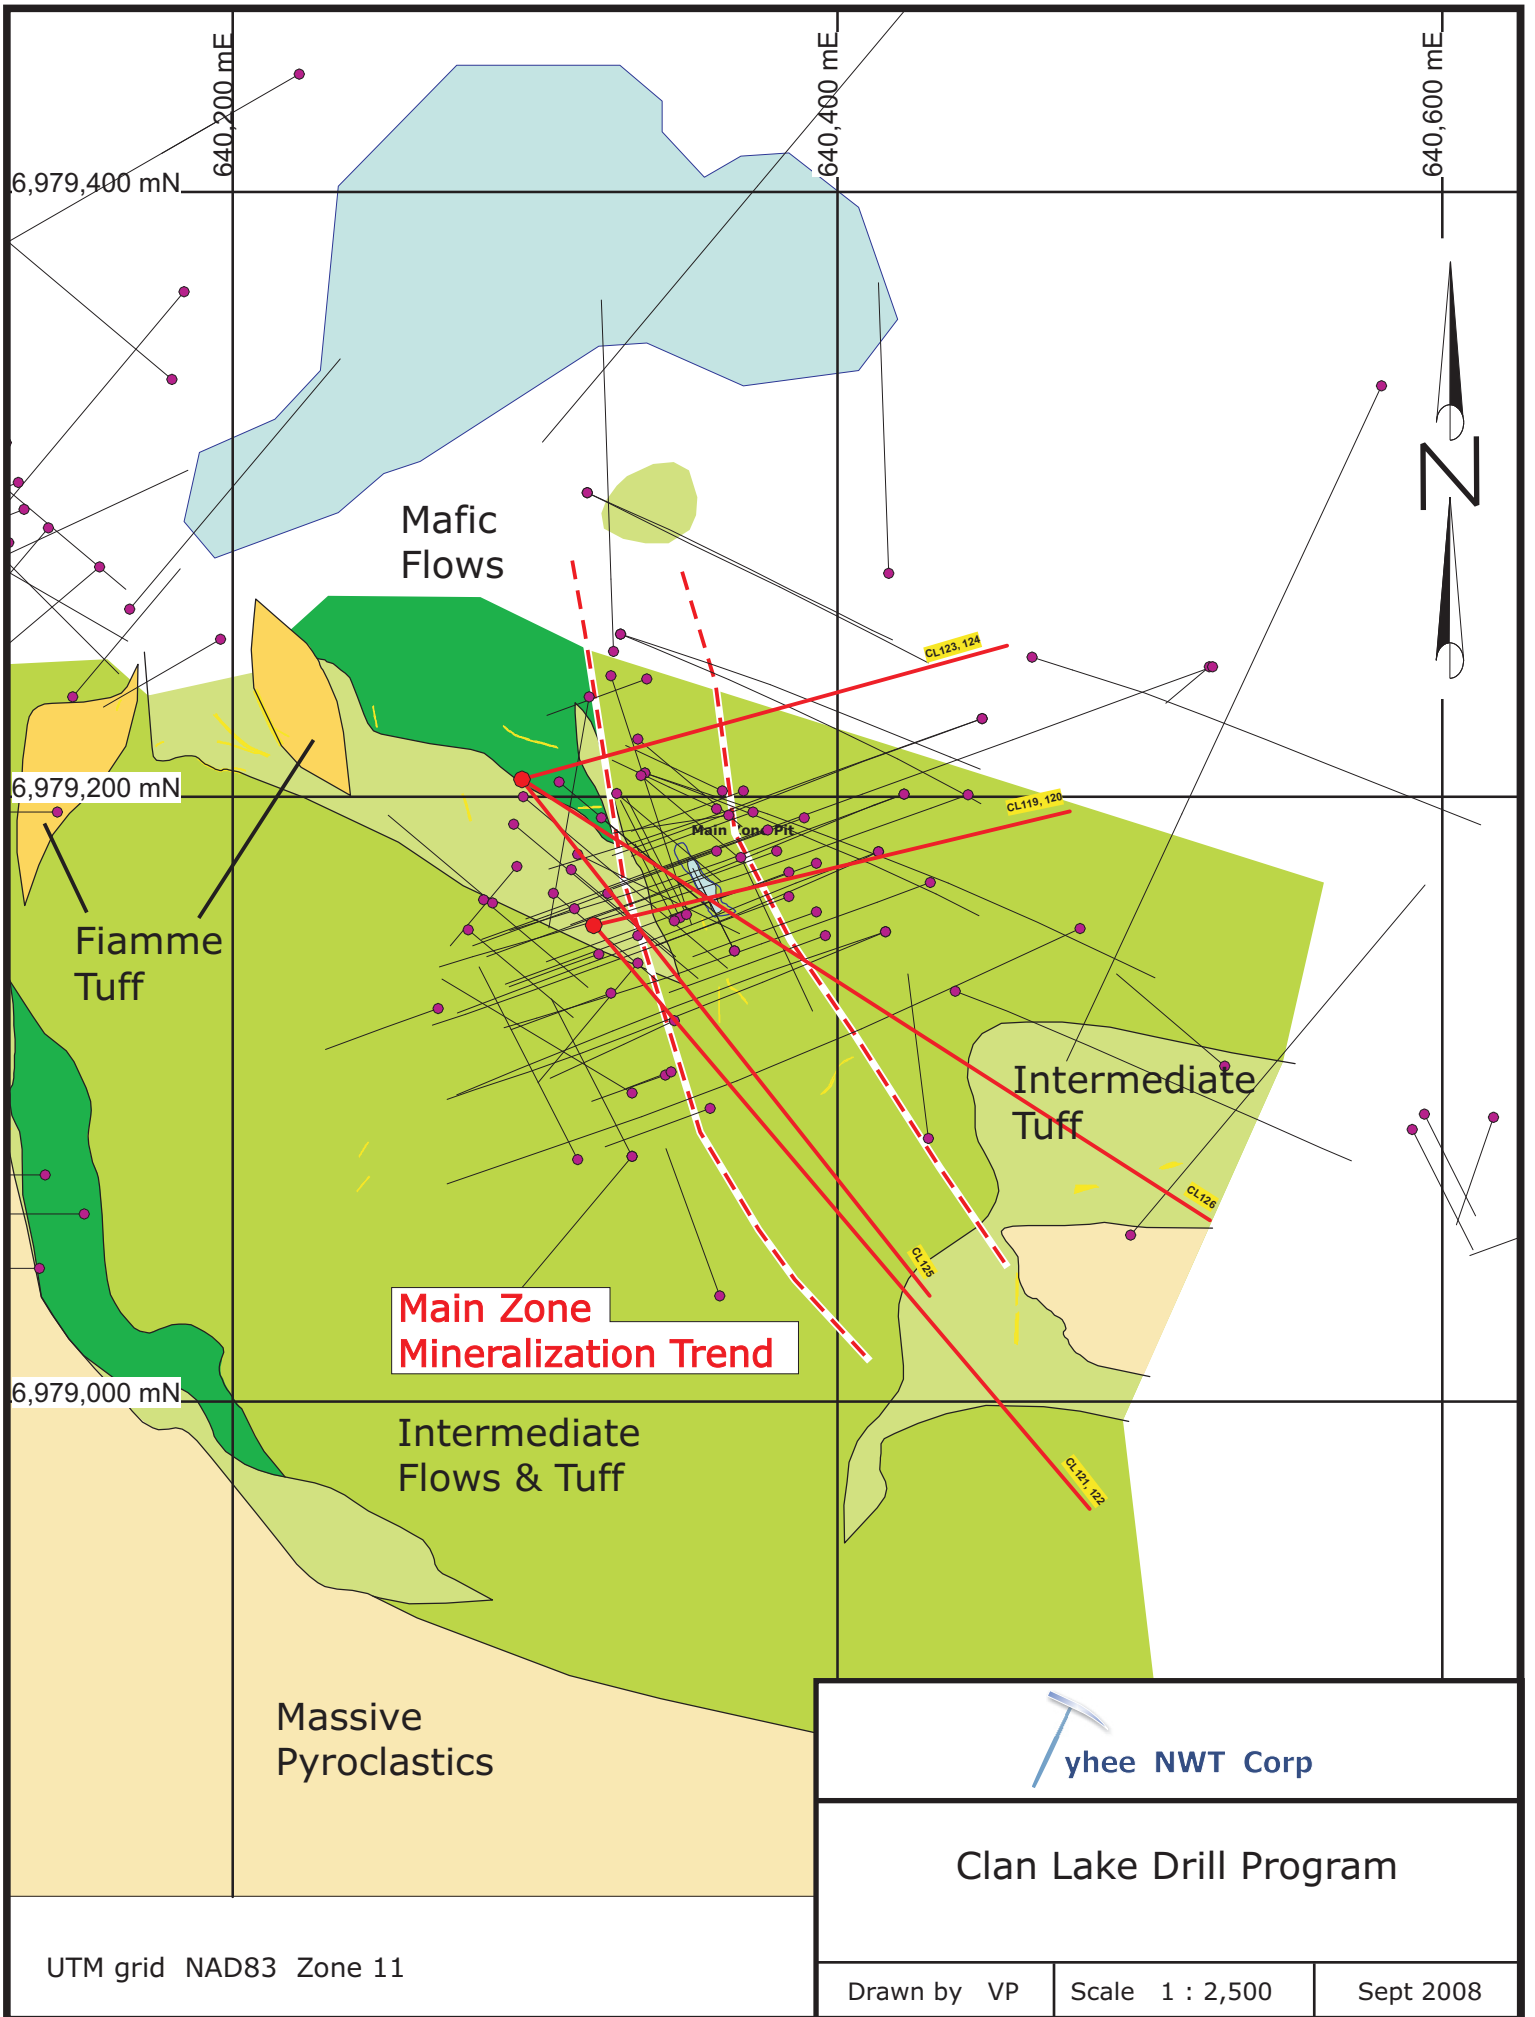 640,200 mE
640,400 mE
640,600 mE
6,979,400 mN
N
Mafic
Flows
CL123, 124
6,979,200 mN
CL119, 120
Main Zone Pit
Fiamme
Tuff
Intermediate
Tuff
CL126
CL125
Main Zone
Mineralization Trend
6,979,000 mN
Intermediate
Flows & Tuff
CL121, 122
Massive
Pyroclastics
yhee NWT Corp
Clan Lake Drill Program
UTM grid NAD83 Zone 11
Drawn by VP
Scale 1 : 2,500
Sept 2008